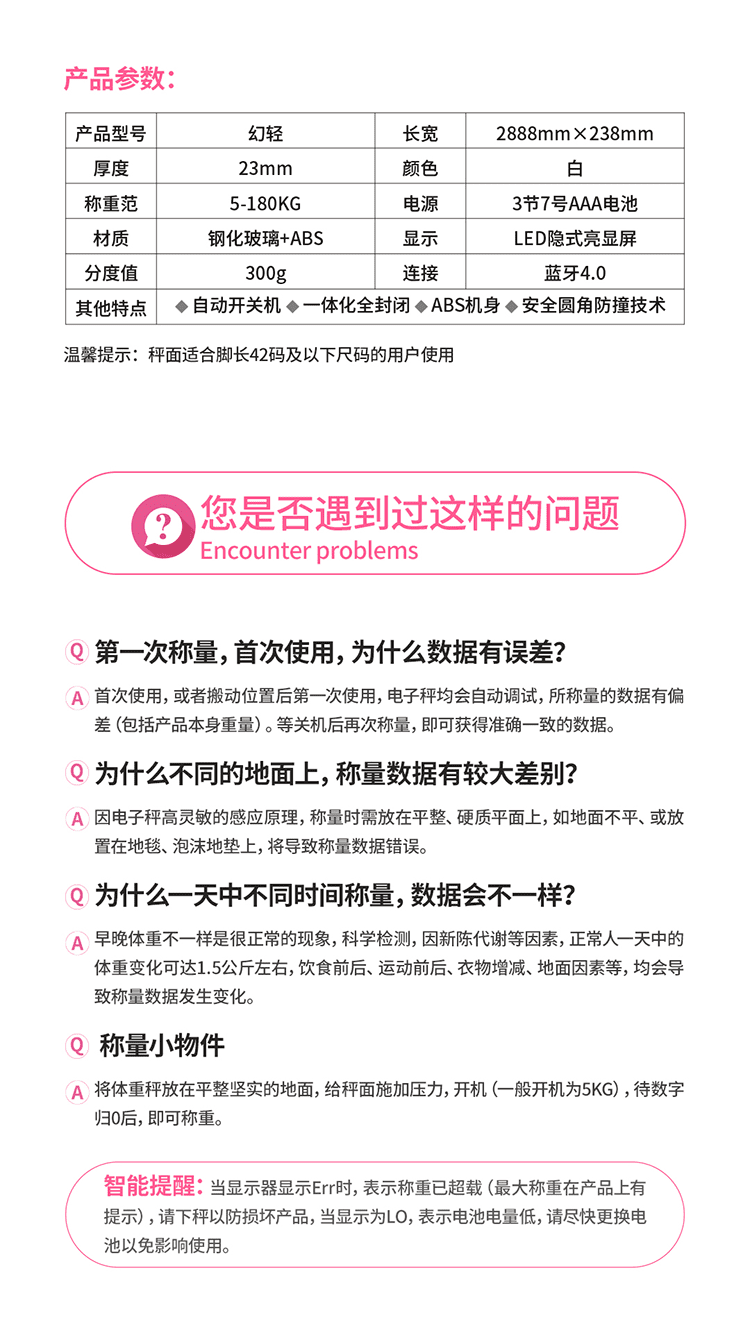 产品参数：
产品型号 幻轻 长宽 2888mm×238mm
厚度 23mm 颜色 白
称重范 5-180KG 电源 3节7号AAA电池
材质 钢化玻璃+ABS 显示 LED隐式亮显屏
分度值 300g 连接 蓝牙4.0
其他特点 ◆自动开关机 ◆一体化全封闭 ◆ABS机身 ◆安全圆角防撞技术
温馨提示：秤面适合脚长42码及以下尺码的用户使用
您是否遇到过这样的问题
Encounter problems
Q 第一次称量，首次使用，为什么数据有误差？
A 首次使用，或者搬动位置后第一次使用，电子秤均会自动调试，所称量的数据有偏
差（包括产品本身重量）。等关机后再次称量，即可获得准确一致的数据。
Q 为什么不同的地面上，称量数据有较大差别？
A 因电子秤高灵敏的感应原理，称量时需放在平整、硬质平面上，如地面不平、或放
置在地毯、泡沫地垫上，将导致称量数据错误。
Q 为什么一天中不同时间称量，数据会不一样？
A 早晚体重不一样是很正常的现象，科学检测，因新陈代谢等因素，正常人一天中的
体重变化可达1.5公斤左右，饮食前后、运动前后、衣物增减、地面因素等，均会导
致称量数据发生变化。
Q 称量小物件
A 将体重秤放在平整坚实的地面，给秤面施加压力，开机（一般开机为5KG），待数字
归0后，即可称重。
智能提醒：当显示器显示Err时，表示称重已超载（最大称重在产品上有
提示），请下秤以防损坏产品，当显示为LO，表示电池电量低，请尽快更换电
池以免影响使用。